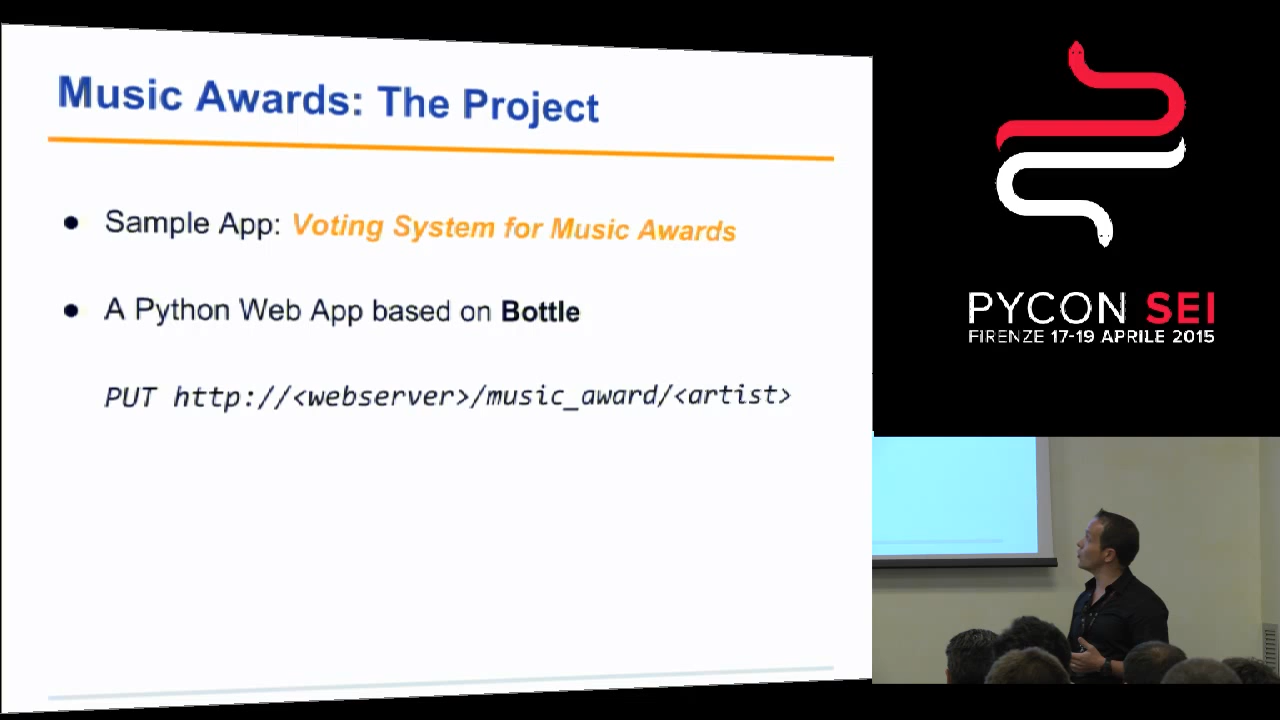 Music Awards: The Project
● Sample App: Voting System for Music Awards
● A Python Web App based on Bottle
PUT http://<webserver>/music_award/<artist>
PYCON SEI
FIRENZE 17-19 APRILE 2015